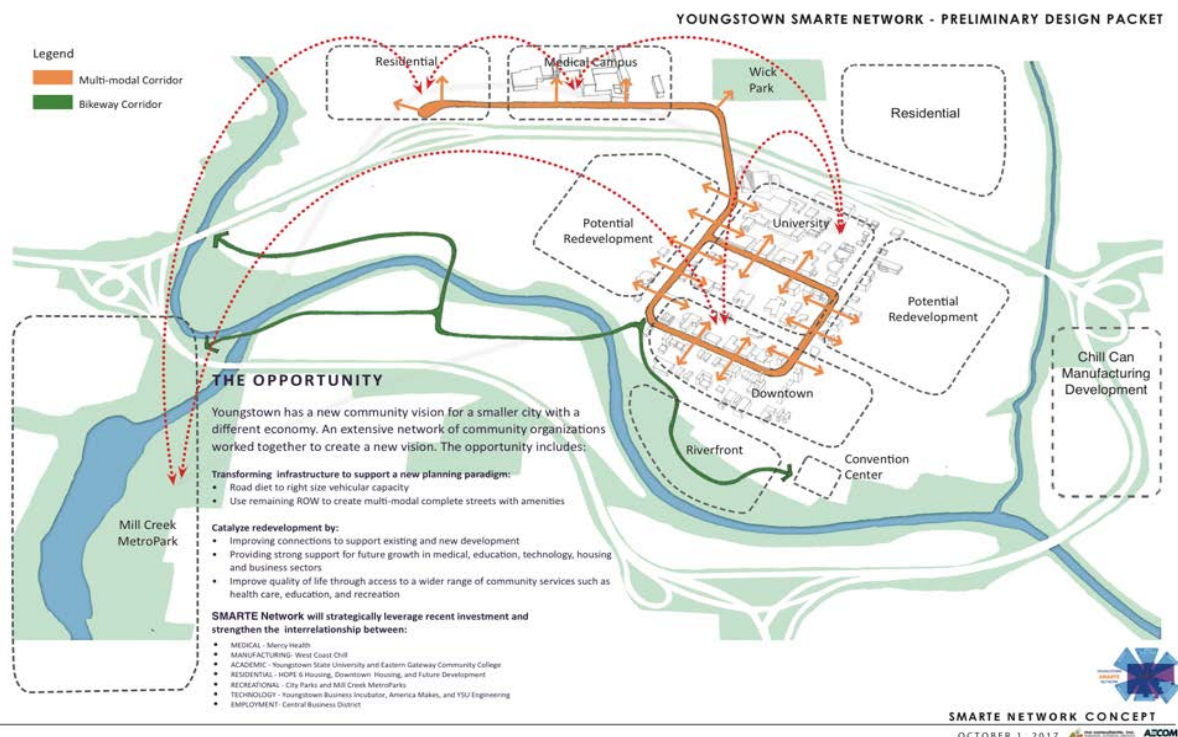 YOUNGSTOWN SMARTE NETWORK - PRELIMINARY DESIGN PACKET
Legend
Multi-modal Corridor
Bikeway Corridor
Residential
Medical Campus
Wick
Park
Residential
Potential
Redevelopment
University
Potential
Redevelopment
Chill Can
Manufacturing
Development
Downtown
Riverfront
Convention
Center
Mill Creek
MetroPark
THE OPPORTUNITY
Youngstown has a new community vision for a smaller city with a
different economy. An extensive network of community organizations
worked together to create a new vision. The opportunity includes:
Transforming infrastructure to support a new planning paradigm:
• Road diet to right size vehicular capacity
• Use remaining ROW to create multi-modal complete streets with amenities
Catalyze redevelopment by:
• Improving connections to support existing and new development
• Providing strong support for future growth in medical, education, technology, housing
and business sectors
• Improve quality of life through access to a wider range of community services such as
health care, education, and recreation
SMARTE Network will strategically leverage recent investment and
strengthen the interrelationship between:
• MEDICAL - Mercy Health
• MANUFACTURING- West Coast Chill
• ACADEMIC - Youngstown State University and Eastern Gateway Community College
• RESIDENTIAL - HOPE 6 Housing, Downtown Housing, and Future Development
• RECREATIONAL - City Parks and Mill Creek MetroParks
• TECHNOLOGY - Youngstown Business Incubator, America Makes, and YSU Engineering
• EMPLOYMENT- Central Business District
YOUNGSTOWN
SMARTE
NETWORK
SMARTE NETWORK CONCEPT
OCTOBER 1, 2017
ms consultants, inc.
AECOM